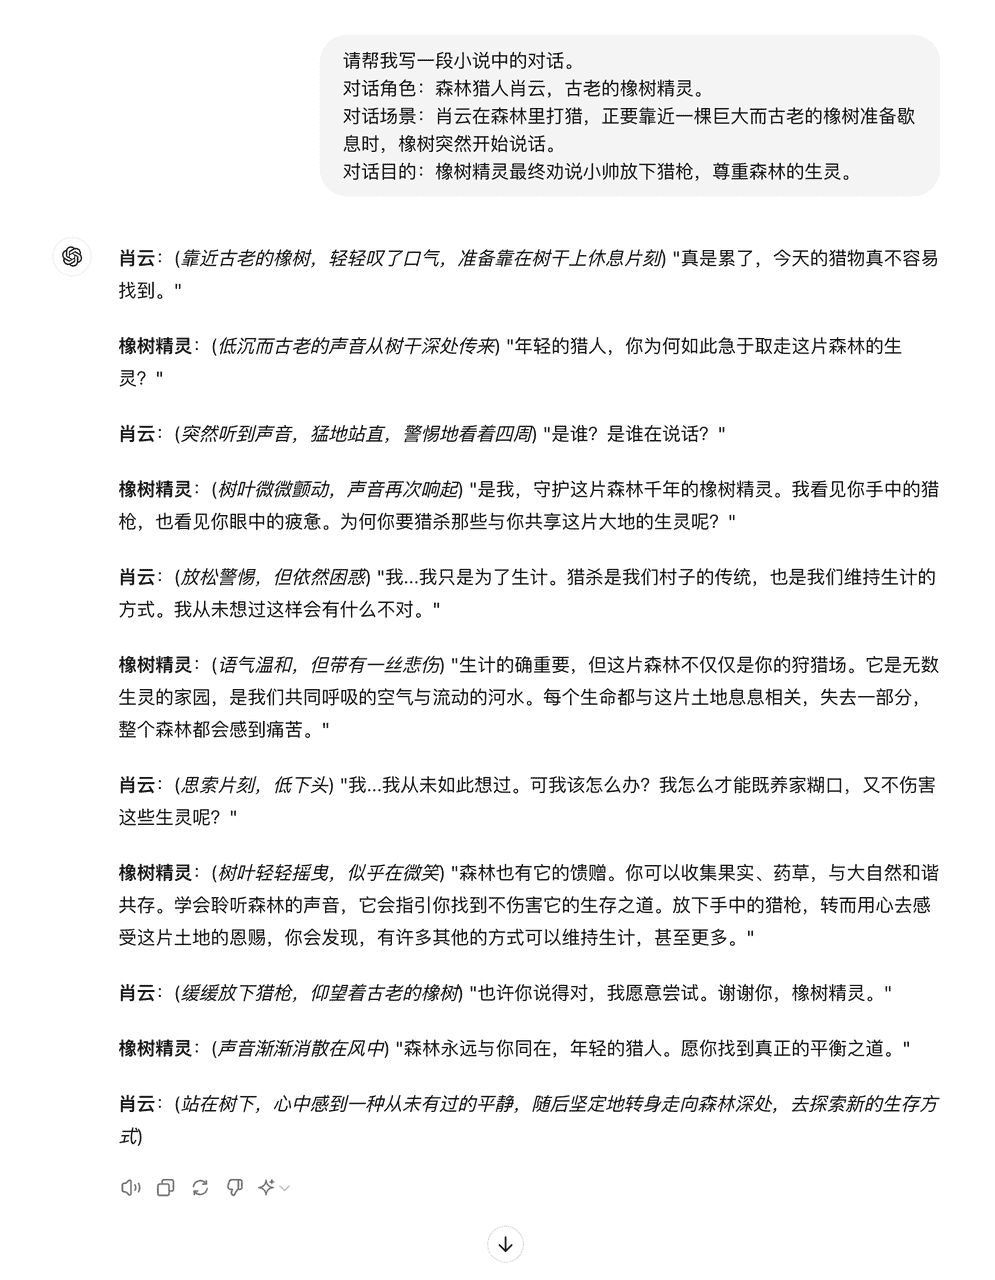 请帮我写一段小说中的对话。
对话角色：森林猎人肖云，古老的橡树精灵。
对话场景：肖云在森林里打猎，正要靠近一棵巨大而古老的橡树准备歇
息时，橡树突然开始说话。
对话目的：橡树精灵最终劝说小帅放下猎枪，尊重森林的生灵。
肖云：(靠近古老的橡树，轻轻叹了口气，准备靠在树干上休息片刻) "真是累了，今天的猎物真不容易
找到。"
橡树精灵：(低沉而古老的声音从树干深处传来) "年轻的猎人，你为何如此急于取走这片森林的生
灵？"
肖云：(突然听到声音，猛地站直，警惕地看着四周) "是谁？是谁在说话？"
橡树精灵：(树叶微微颤动，声音再次响起) "是我，守护这片森林千年的橡树精灵。我看见你手中的猎
枪，也看见你眼中的疲惫。为何你要猎杀那些与你共享这片大地的生灵呢？"
肖云：(放松警惕，但依然困惑) "我...我只是为了生计。猎杀是我们村子的传统，也是我们维持生计的
方式。我从未想过这样会有什么不对。"
橡树精灵：(语气温和，但带有一丝悲伤) "生计的确重要，但这片森林不仅仅是你的狩猎场。它是无数
生灵的家园，是我们共同呼吸的空气与流动的河水。每个生命都与这片土地息息相关，失去一部分，
整个森林都会感到痛苦。"
肖云：(思索片刻，低下头) "我...我从未如此想过。可我该怎么办？我怎么才能既养家糊口，又不伤害
这些生灵呢？"
橡树精灵：(树叶轻轻摇曳，似乎在微笑) "森林也有它的馈赠。你可以收集果实、药草，与大自然和谐
共存。学会聆听森林的声音，它会指引你找到不伤害它的生存之道。放下手中的猎枪，转而用心去感
受这片土地的恩赐，你会发现，有许多其他的方式可以维持生计，甚至更多。"
肖云：(缓缓放下猎枪，仰望着古老的橡树) "也许你说得对，我愿意尝试。谢谢你，橡树精灵。"
橡树精灵：(声音渐渐消散在风中) "森林永远与你同在，年轻的猎人。愿你找到真正的平衡之道。"
肖云：(站在树下，心中感到一种从未有过的平静，随后坚定地转身走向森林深处，去探索新的生存方
式)